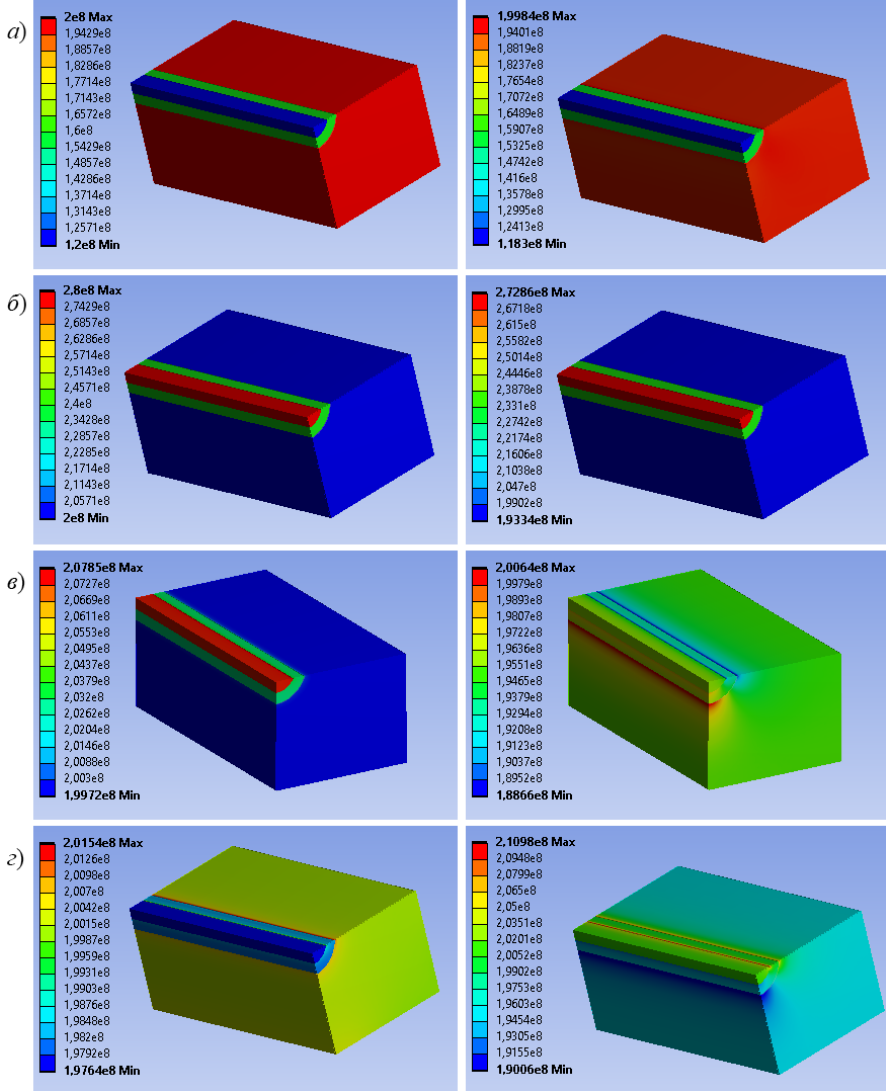 а)
2e8 Max
1,9429e8
1,8857e8
1,8286e8
1,7714e8
1,7143e8
1,6572e8
1,6e8
1,5429e8
1,4857e8
1,4286e8
1,3714e8
1,3143e8
1,2571e8
1,2e8 Min
1,9984e8 Max
1,9401e8
1,8819e8
1,8237e8
1,7654e8
1,7072e8
1,6489e8
1,5907e8
1,5325e8
1,4742e8
1,416e8
1,3578e8
1,2995e8
1,2413e8
1,183e8 Min
б)
2,8e8 Max
2,7429e8
2,6857e8
2,6286e8
2,5714e8
2,5143e8
2,4571e8
2,4e8
2,3428e8
2,2857e8
2,2285e8
2,1714e8
2,1143e8
2,0571e8
2e8 Min
2,7286e8 Max
2,6718e8
2,615e8
2,5582e8
2,5014e8
2,4446e8
2,3878e8
2,331e8
2,2742e8
2,2174e8
2,1606e8
2,1038e8
2,047e8
1,9902e8
1,9334e8 Min
в)
2,0785e8 Max
2,0727e8
2,0669e8
2,0611e8
2,0553e8
2,0495e8
2,0437e8
2,0379e8
2,032e8
2,0262e8
2,0204e8
2,0146e8
2,0088e8
2,003e8
1,9972e8 Min
2,0064e8 Max
1,9979e8
1,9893e8
1,9807e8
1,9722e8
1,9636e8
1,9551e8
1,9465e8
1,9379e8
1,9294e8
1,9208e8
1,9123e8
1,9037e8
1,8952e8
1,8866e8 Min
г)
2,0154e8 Max
2,0126e8
2,0098e8
2,007e8
2,0042e8
2,0015e8
1,9987e8
1,9959e8
1,9931e8
1,9903e8
1,9876e8
1,9848e8
1,982e8
1,9792e8
1,9764e8 Min
2,1098e8 Max
2,0948e8
2,0799e8
2,065e8
2,05e8
2,0351e8
2,0201e8
2,0052e8
1,9902e8
1,9753e8
1,9603e8
1,9454e8
1,9305e8
1,9155e8
1,9006e8 Min